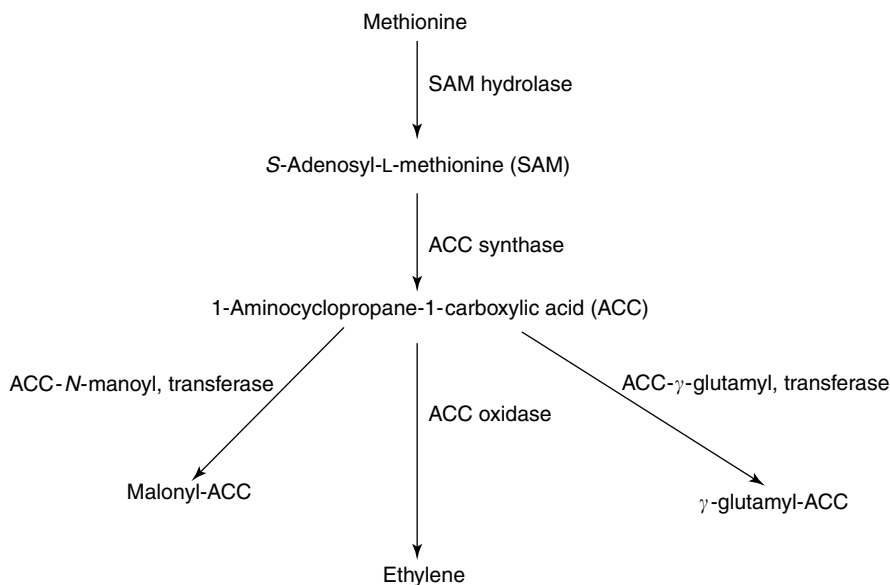 Methionine
SAM hydrolase
S-Adenosyl-L-methionine (SAM)
ACC synthase
1-Aminocyclopropane-1-carboxylic acid (ACC)
ACC-N-manoyl, transferase
ACC-γ-glutamyl, transferase
ACC oxidase
Malonyl-ACC
γ-glutamyl-ACC
Ethylene